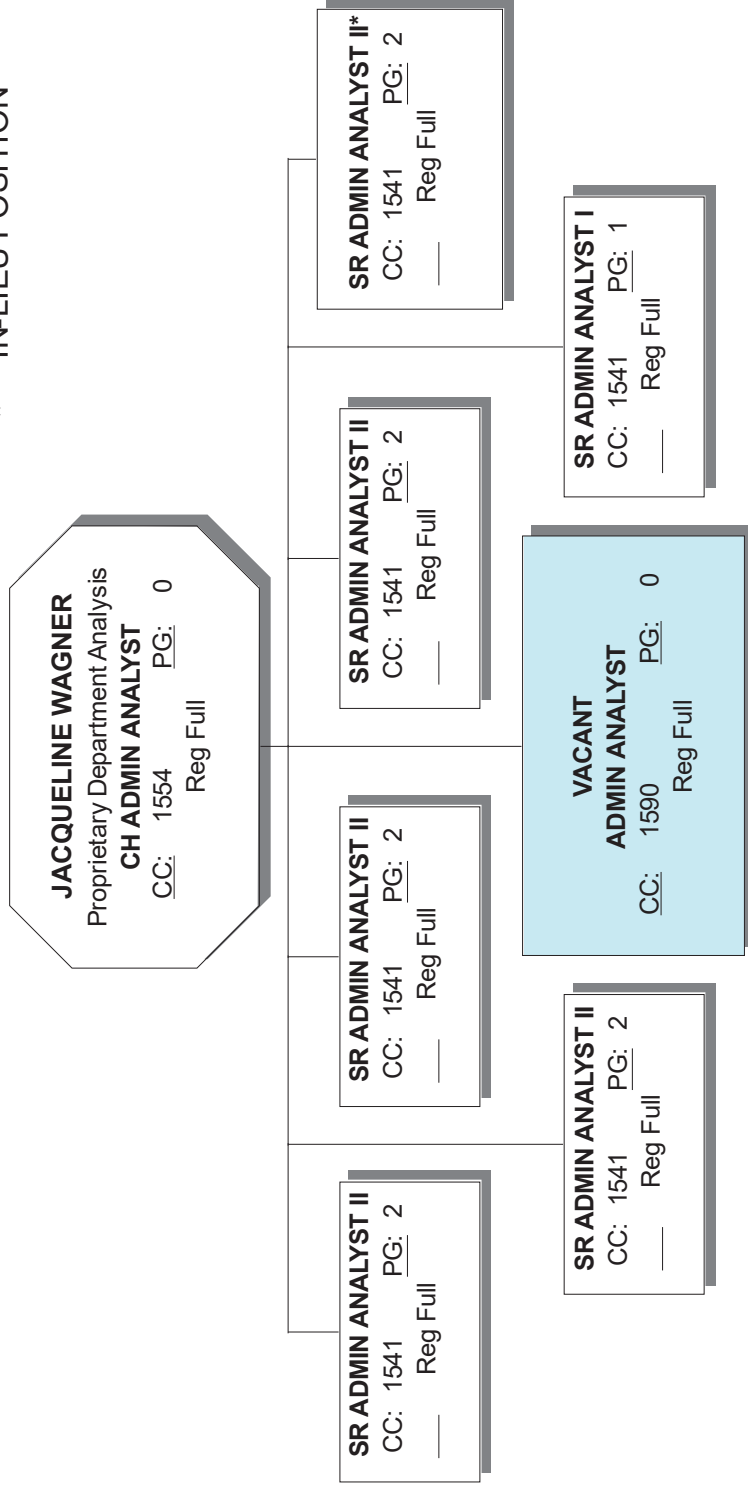 * IN-LIEU POSITION
JACQUELINE WAGNER
Proprietary Department Analysis
CH ADMIN ANALYST
CC: 1554 PG: 0
Reg Full
SR ADMIN ANALYST II
CC: 1541 PG: 2
Reg Full
SR ADMIN ANALYST II
CC: 1541 PG: 2
Reg Full
SR ADMIN ANALYST II
CC: 1541 PG: 2
Reg Full
SR ADMIN ANALYST II*
CC: 1541 PG: 2
Reg Full
SR ADMIN ANALYST II
CC: 1541 PG: 2
Reg Full
VACANT
ADMIN ANALYST
CC: 1590 PG: 0
Reg Full
SR ADMIN ANALYST I
CC: 1541 PG: 1
Reg Full